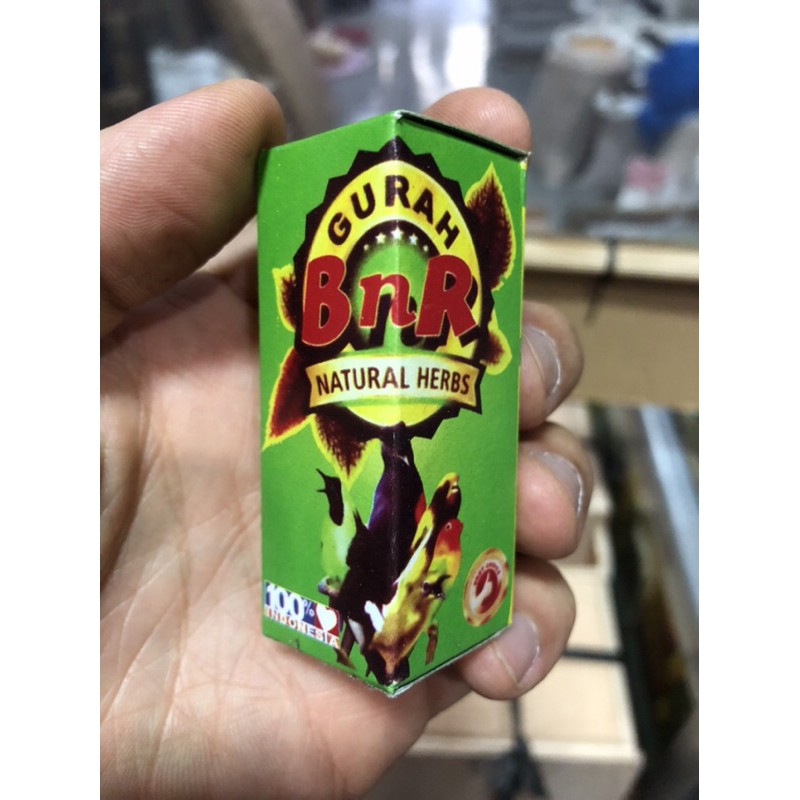 GURAH
BnR
NATURAL HERBS
100%
INDONESIA